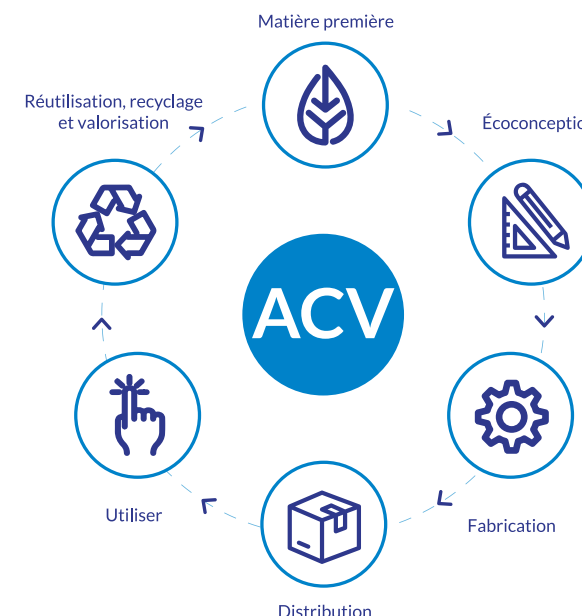 Matière première
Réutilisation, recyclage
et valorisation
Écoconceptio
ACV
Utiliser
Fabrication
Distribution